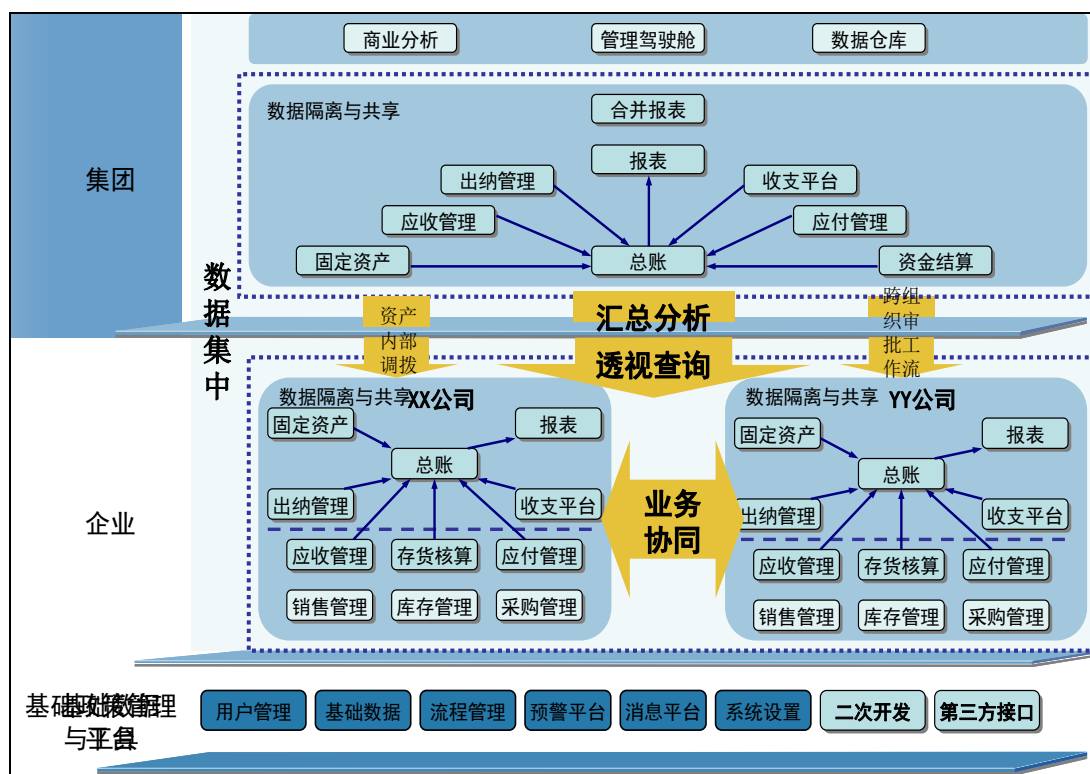 商业分析
管理驾驶舱
数据仓库
数据隔离与共享
合并报表
报表
出纳管理
收支平台
应收管理
应付管理
固定资产
总账
资金结算
集团
数据集中
资产
内部
调拨
汇总分析
透视查询
跨组
织审
批工
作流
数据隔离与共享
XX公司
固定资产
报表
总账
出纳管理
收支平台
应收管理
存货核算
应付管理
销售管理
库存管理
采购管理
业务
协同
数据隔离与共享
YY公司
固定资产
报表
总账
出纳管理
收支平台
应收管理
存货核算
应付管理
销售管理
库存管理
采购管理
企业
用户管理
基础数据
流程管理
预警平台
消息平台
系统设置
二次开发
第三方接口